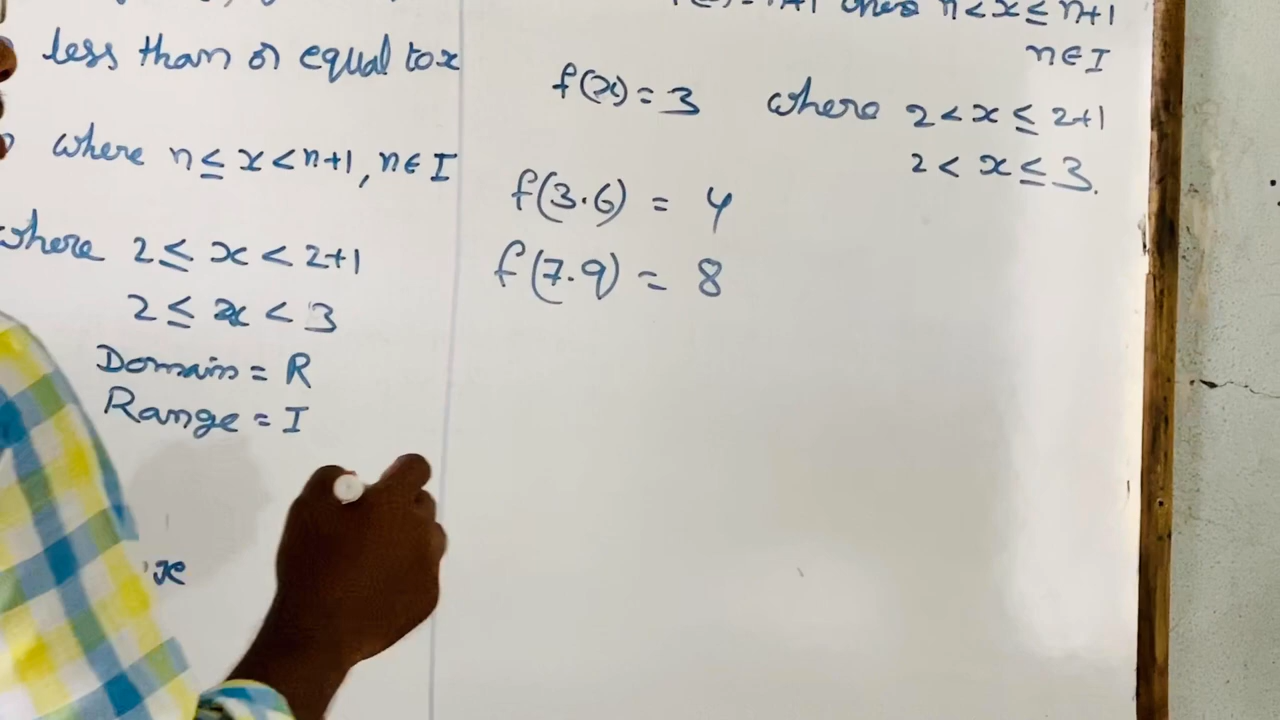 less than or equal to x
where n ≤ x < n+1, n ∈ I
where 2 ≤ x < 2+1
2 ≤ x < 3
Domain = R
Range = I
x
n+1 where n < x ≤ n+1
n ∈ I
f(x) = 3 where 2 < x ≤ 2+1
2 < x ≤ 3.
f(3.6) = 4
f(7.9) = 8